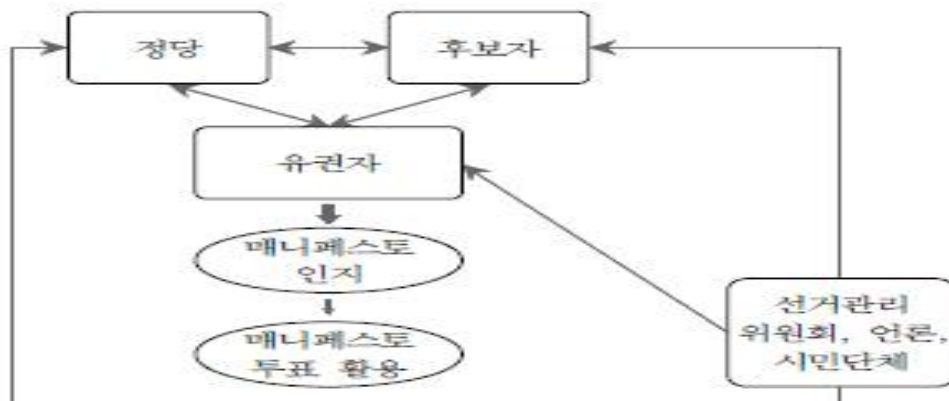 정당
후보자
유권자
매니페스토
인지
매니페스토
투표 활용
선거관리
위원회, 언론,
시민단체